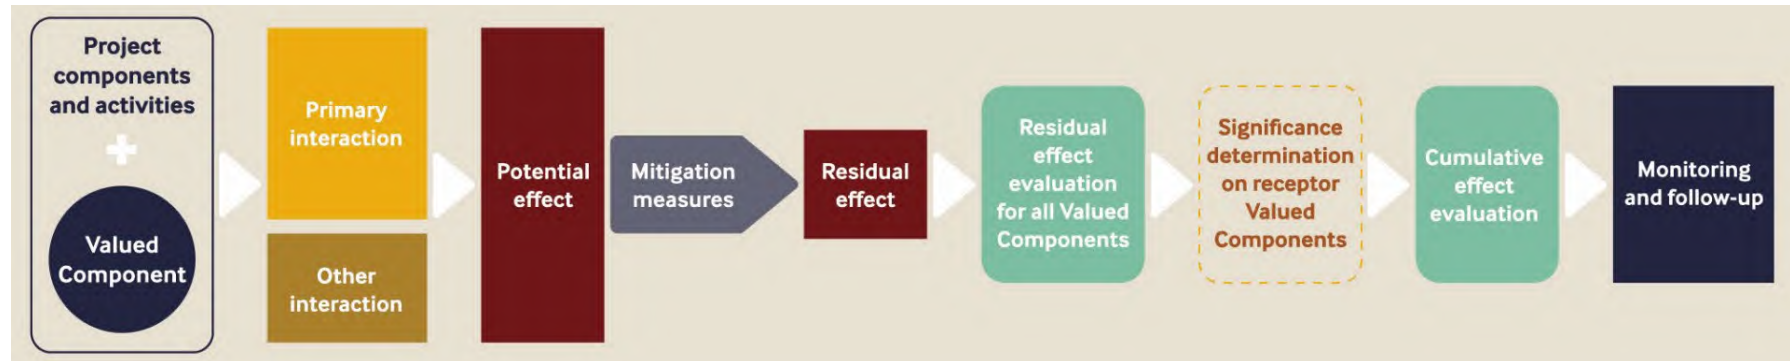 Project
components
and activities
+
Valued
Component
Primary
interaction
Other
interaction
Potential
effect
Mitigation
measures
Residual
effect
Residual
effect
evaluation
for all Valued
Components
Significance
determination
on receptor
Valued
Components
Cumulative
effect
evaluation
Monitoring
and follow-up